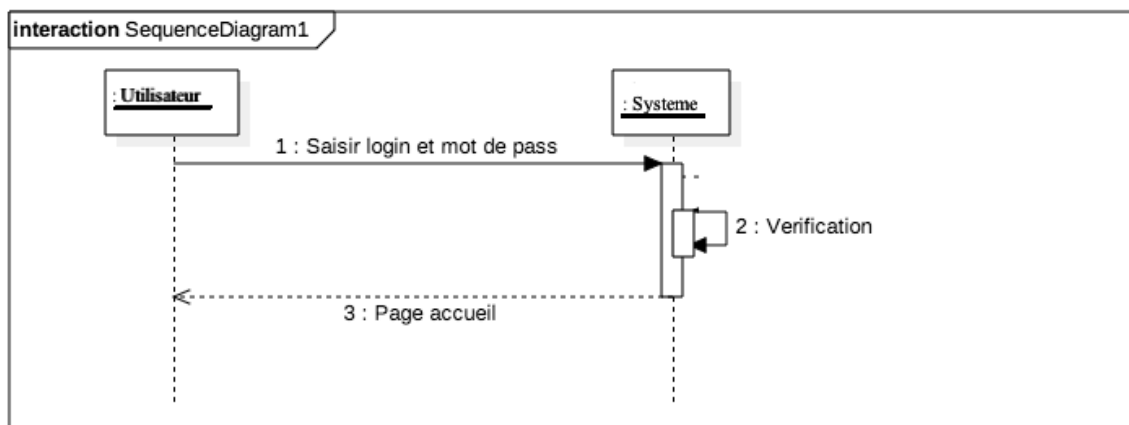 interaction SequenceDiagram1
: Utilisateur
: Systeme
1 : Saisir login et mot de pass
2 : Verification
3 : Page accueil